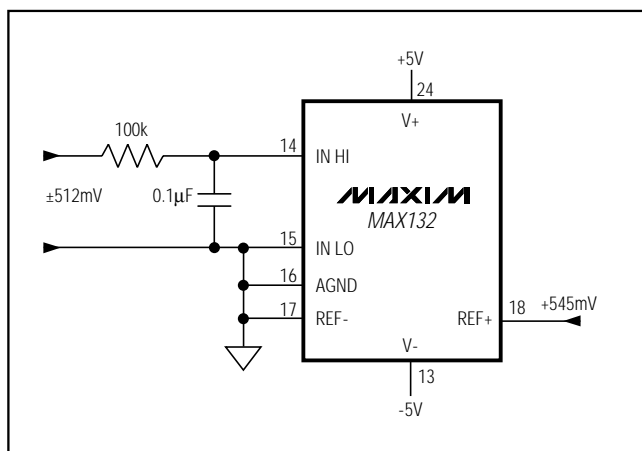 +5V
24
V+
100k
14
IN HI
±512mV
0.1µF
MAXIM
MAX132
15
IN LO
16
AGND
17
REF-
REF+
18
+545mV
V-
13
-5V